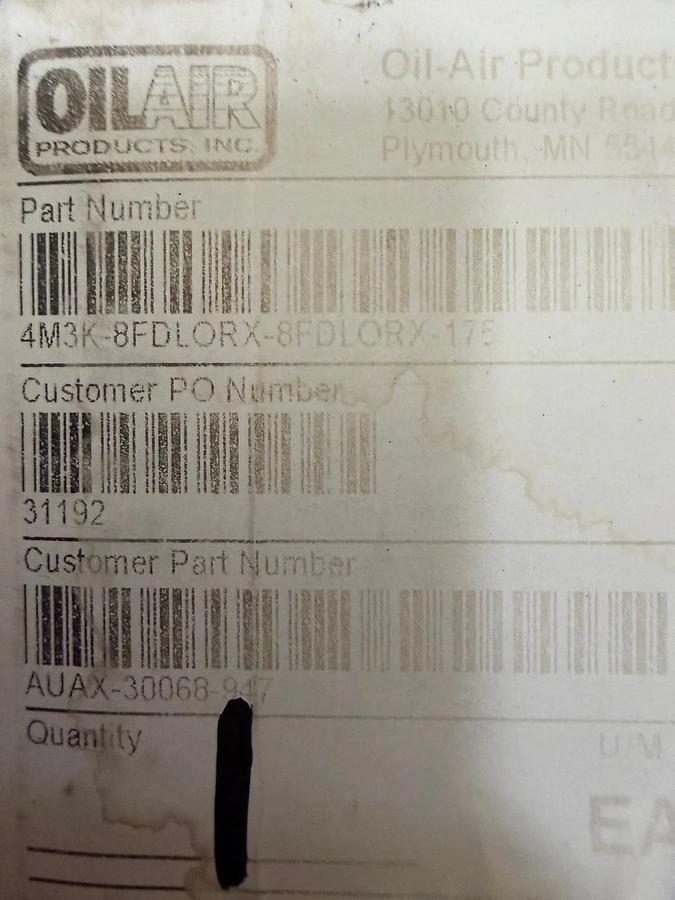 OILAIR
PRODUCTS, INC.
Oil-Air Product
13010 County Road
Plymouth, MN 5544
Part Number
4M3K-8FDLORX-8FDLORX-175
Customer PO Number
31192
Customer Part Number
AUAX-30068-947
Quantity
U/M
EA